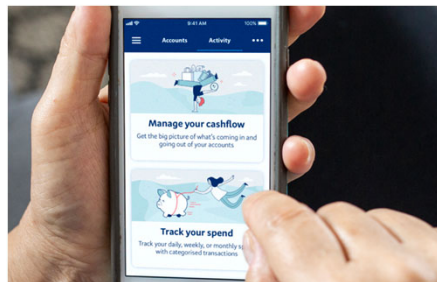 9:41 AM 100%
Accounts Activity
Manage your cashflow
Get the big picture of what's coming in and
going out of your accounts
Track your spend
Track your daily, weekly, or monthly
with categorised transactions